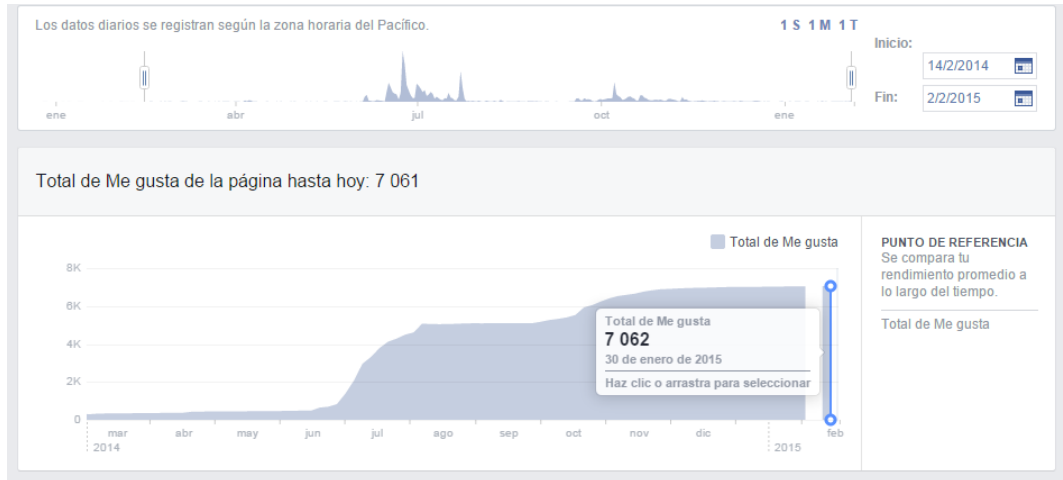 Los datos diarios se registran según la zona horaria del Pacífico.
1 S 1 M 1 T
Inicio:
14/2/2014
Fin:
2/2/2015
ene abr jul oct ene
Total de Me gusta de la página hasta hoy: 7 061
Total de Me gusta
8K
6K
4K
2K
0
mar abr may jun jul ago sep oct nov dic feb
2014 2015
Total de Me gusta
7 062
30 de enero de 2015
Haz clic o arrastra para seleccionar
PUNTO DE REFERENCIA
Se compara tu
rendimiento promedio a
lo largo del tiempo.
Total de Me gusta